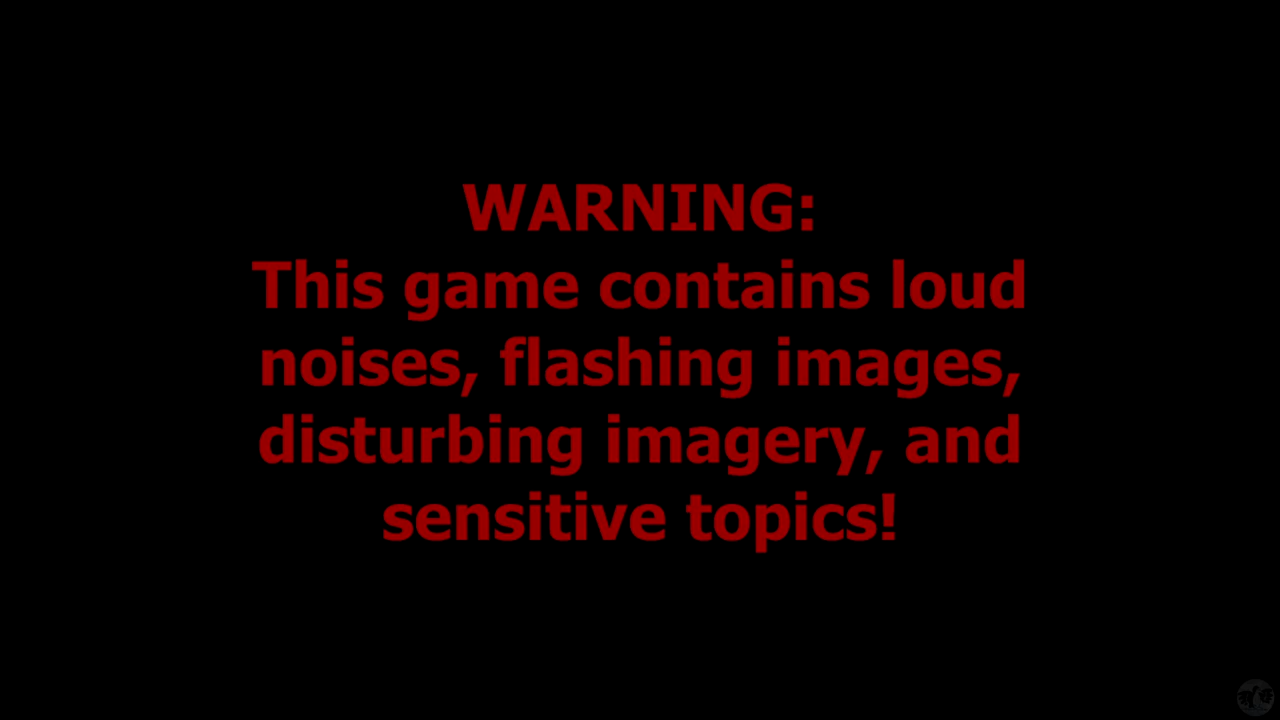 WARNING:
This game contains loud
noises, flashing images,
disturbing imagery, and
sensitive topics!